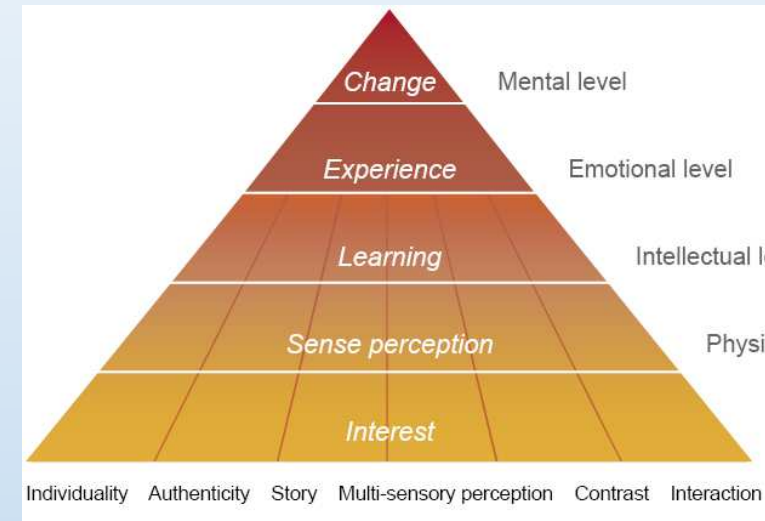 Change Mental level
Experience Emotional level
Learning Intellectual
Sense perception
Interest
Individuality Authenticity Story Multi-sensory perception Contrast Interaction